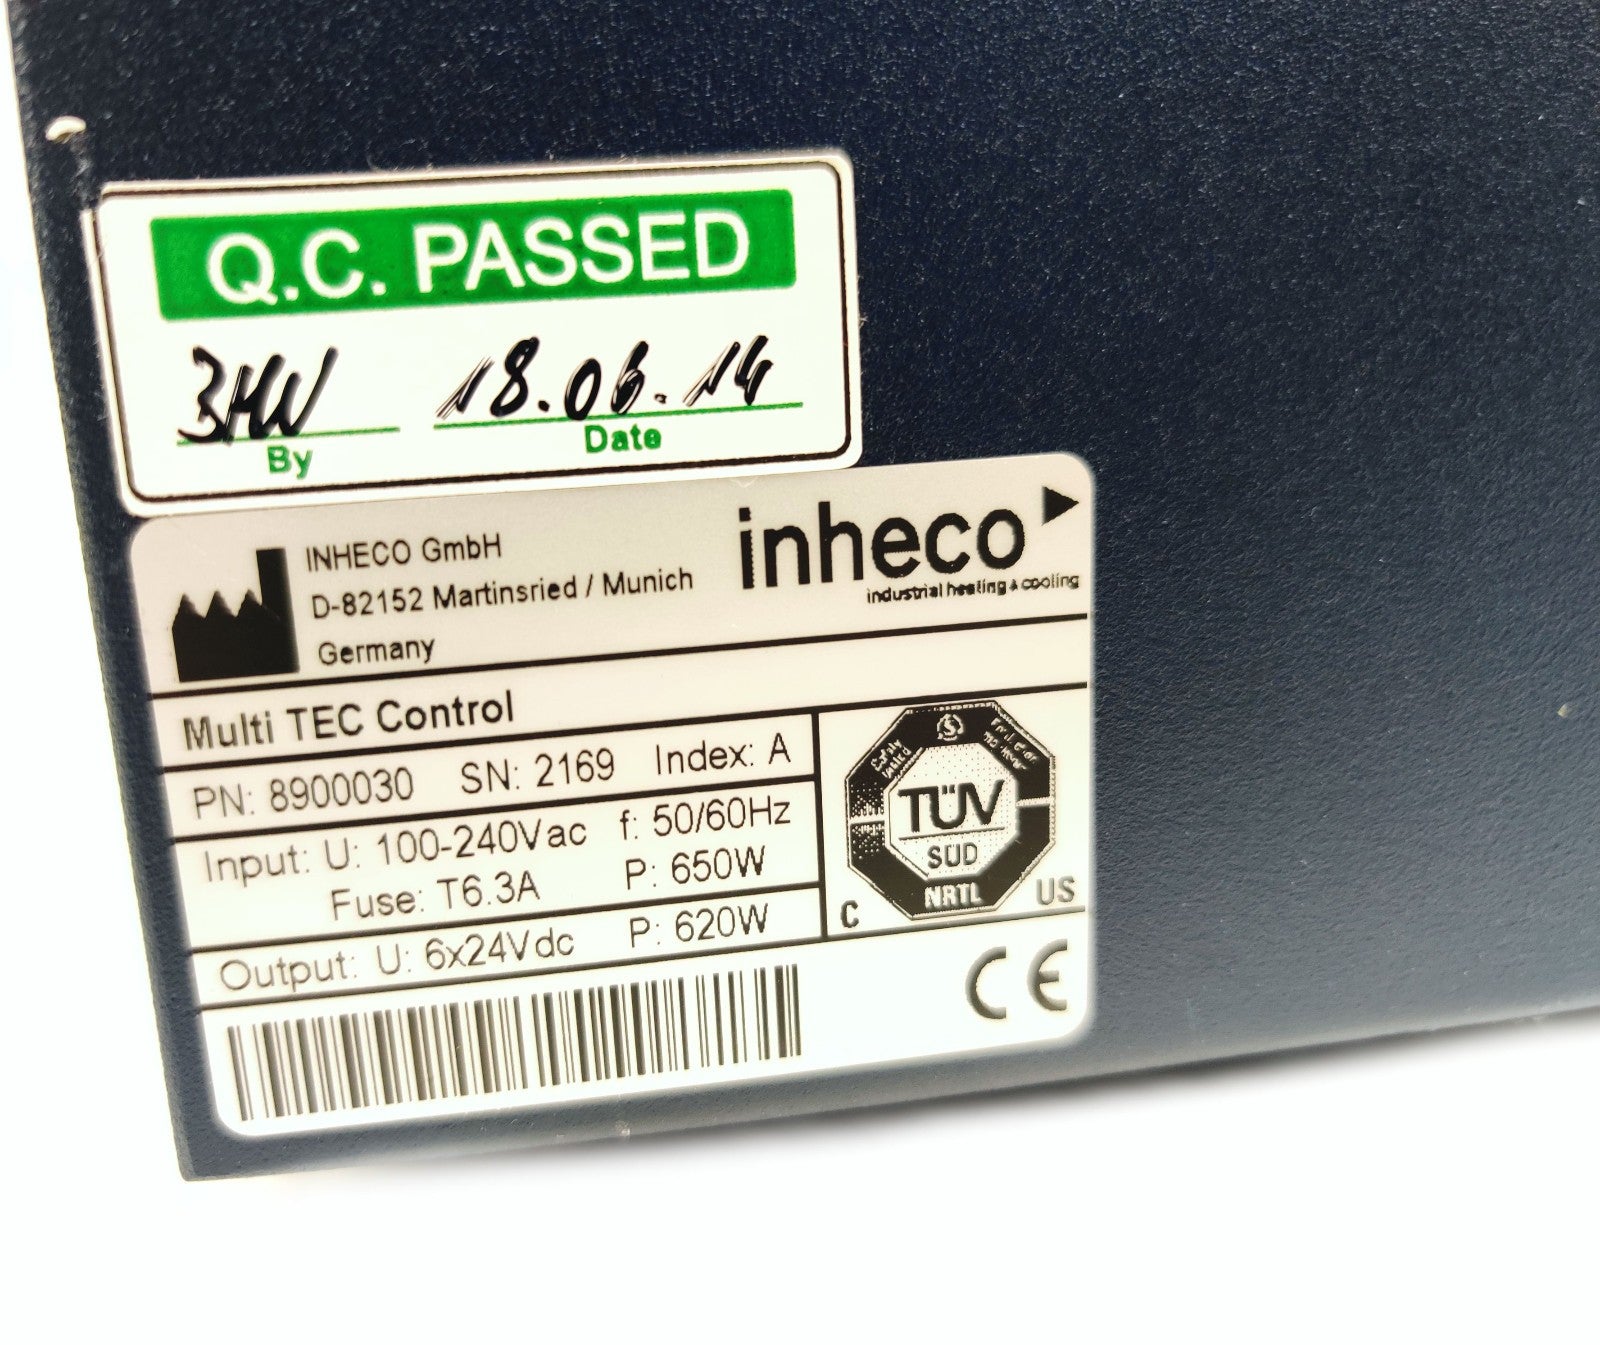 Q.C. PASSED
18.06.14
By
Date
INHECO GmbH
D-82152 Martinsried / Munich
Germany
inheco
industrial heating & cooling
Multi TEC Control
PN: 8900030 SN: 2169 Index: A
Input: U: 100-240Vac f: 50/60Hz
Fuse: T6.3A P: 650W
Output: U: 6x24Vdc P: 620W
TÜV
SÜD
NRTL
C US
CE